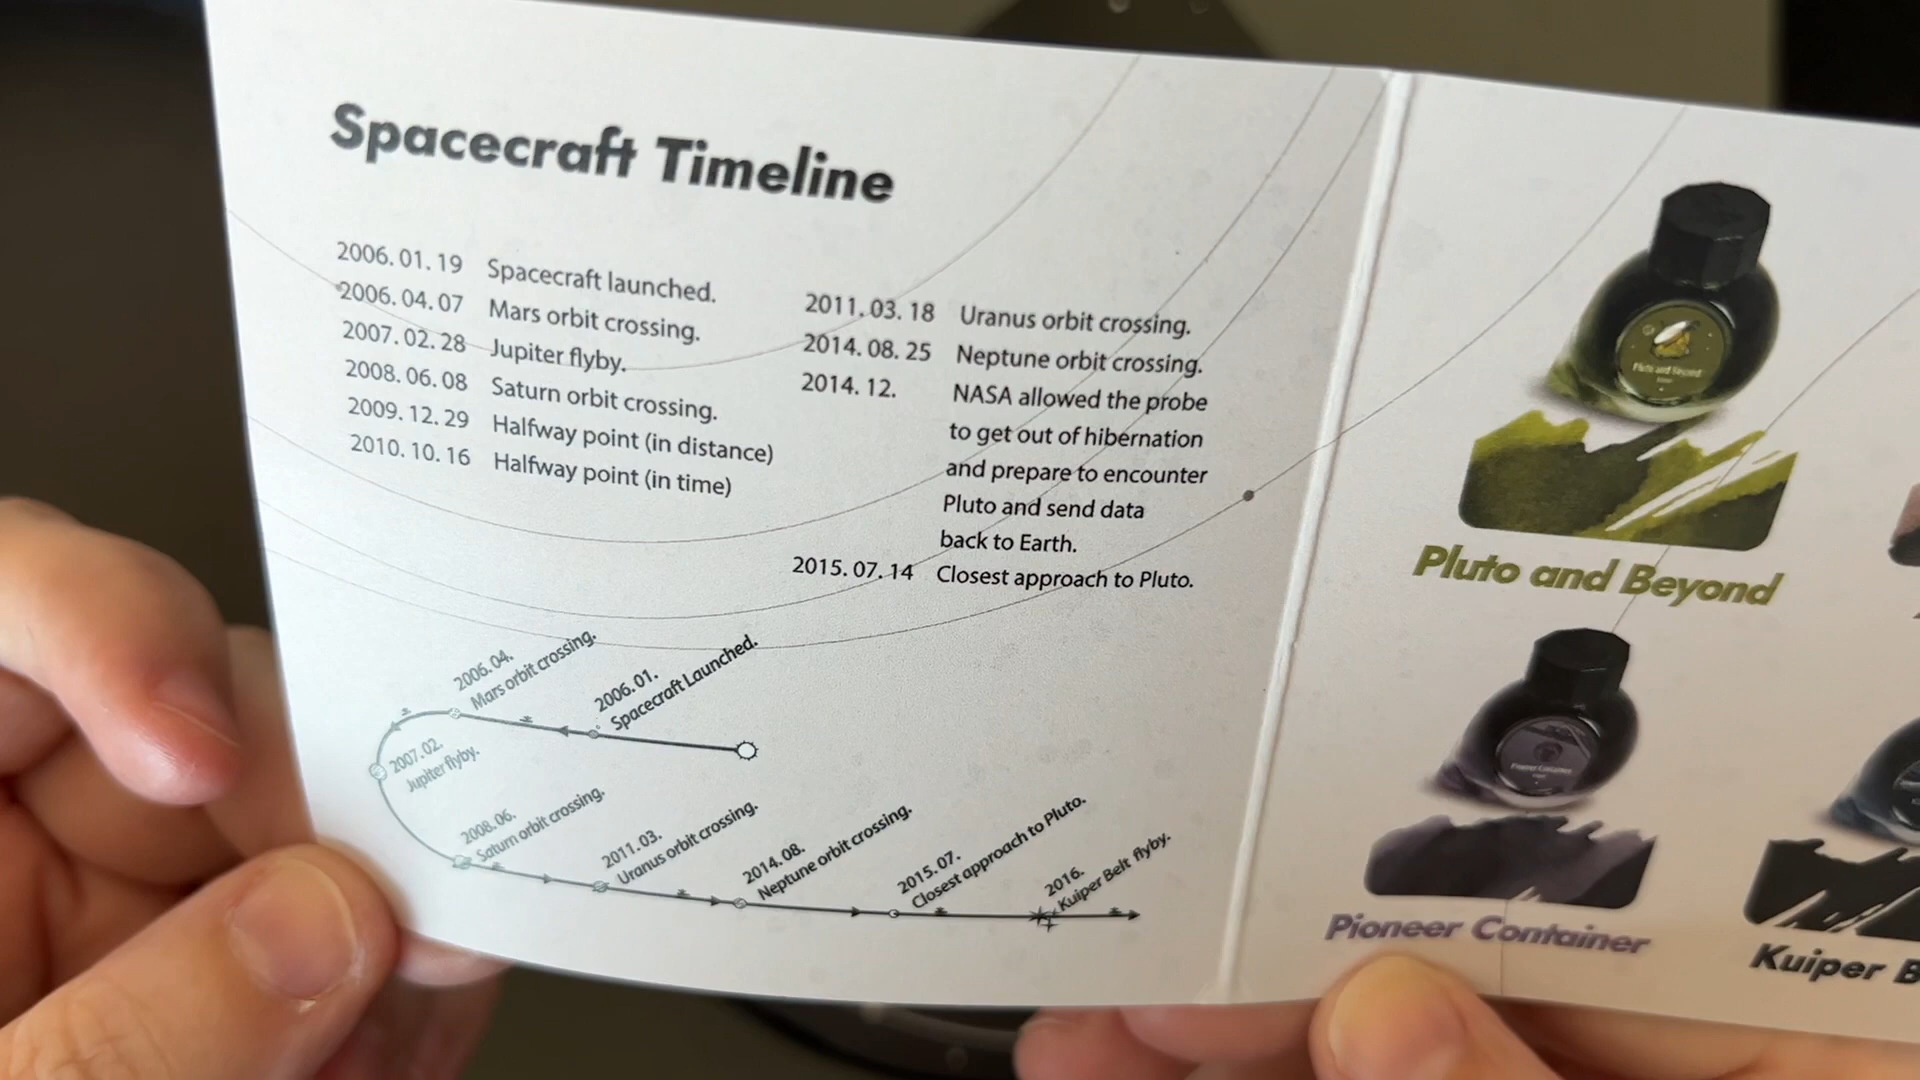 Spacecraft Timeline
2006. 01. 19 Spacecraft launched.
2006. 04. 07 Mars orbit crossing.
2007. 02. 28 Jupiter flyby.
2008. 06. 08 Saturn orbit crossing.
2009. 12. 29 Halfway point (in distance)
2010. 10. 16 Halfway point (in time)
2011. 03. 18 Uranus orbit crossing.
2014. 08. 25 Neptune orbit crossing.
2014. 12. NASA allowed the probe
to get out of hibernation
and prepare to encounter
Pluto and send data
back to Earth.
2015. 07. 14 Closest approach to Pluto.
2006. 04.
Mars orbit crossing.
2006. 01.
Spacecraft Launched.
2007. 02.
Jupiter flyby.
2008. 06.
Saturn orbit crossing.
2011. 03.
Uranus orbit crossing.
2014. 08.
Neptune orbit crossing.
2015. 07.
Closest approach to Pluto.
2016.
Kuiper Belt flyby.
Pluto and Beyond
Pluto and Beyond
Pioneer Container
Pioneer Container
Kuiper B